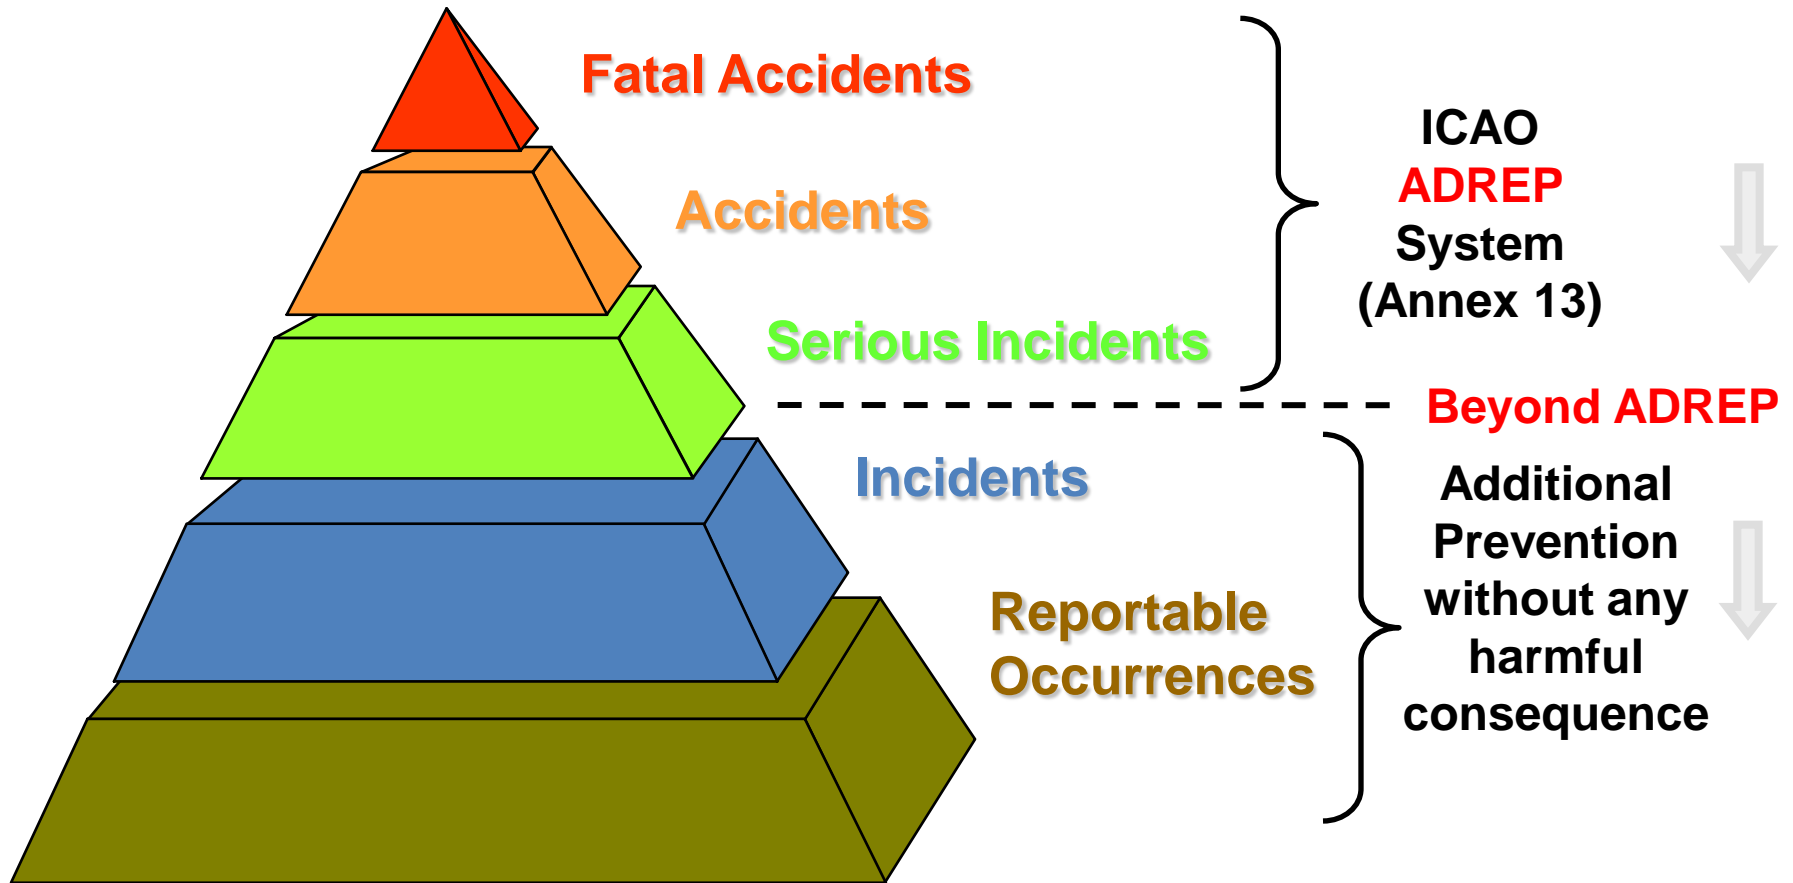 Fatal Accidents
Accidents
Serious Incidents
Incidents
Reportable
Occurrences
ICAO
ADREP
System
(Annex 13)
Beyond ADREP
Additional
Prevention
without any
harmful
consequence